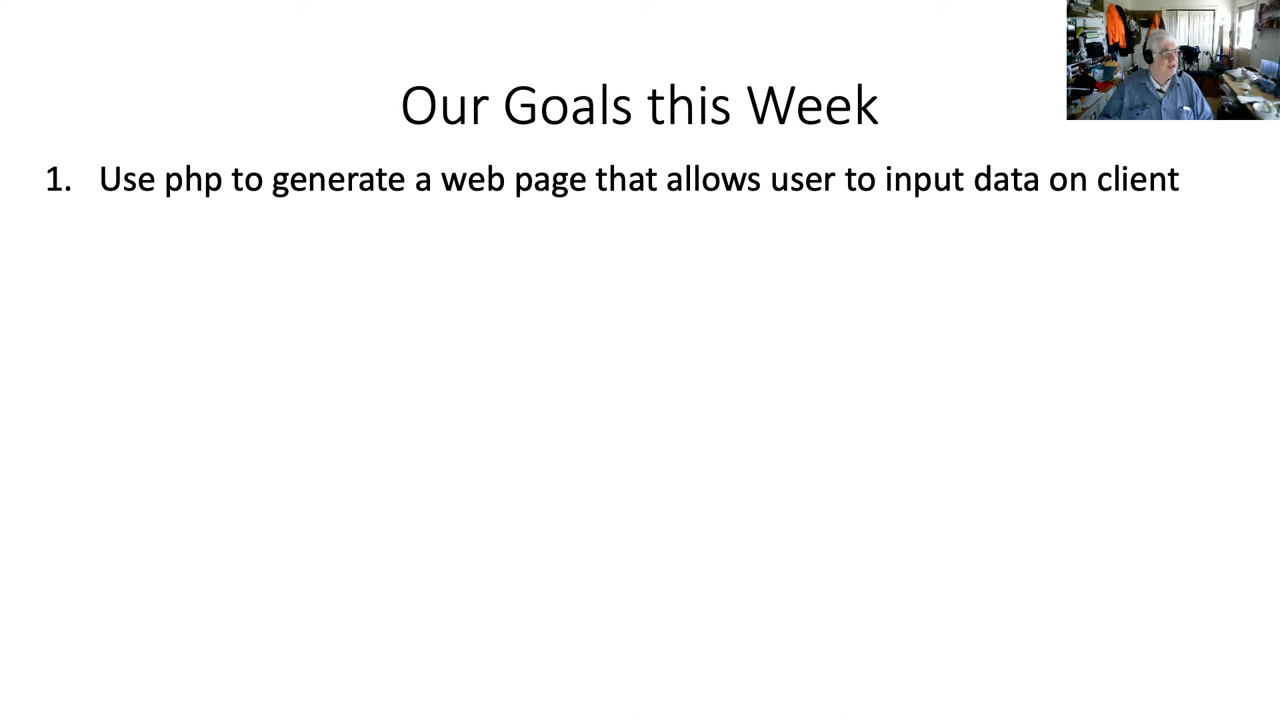 Our Goals this Week
1. Use php to generate a web page that allows user to input data on client